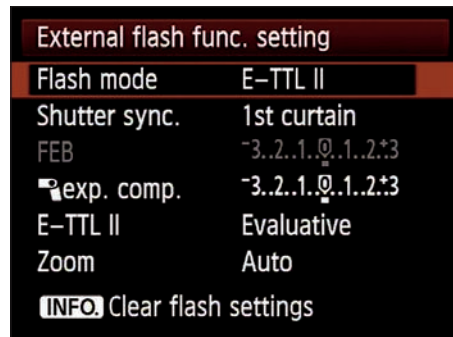 External flash func. setting
Flash mode E-TTL II
Shutter sync. 1st curtain
FEB -3..2..1..0..1..2.:+3
exp. comp. -3..2..1..0..1..2.:+3
E-TTL II Evaluative
Zoom Auto
INFO. Clear flash settings